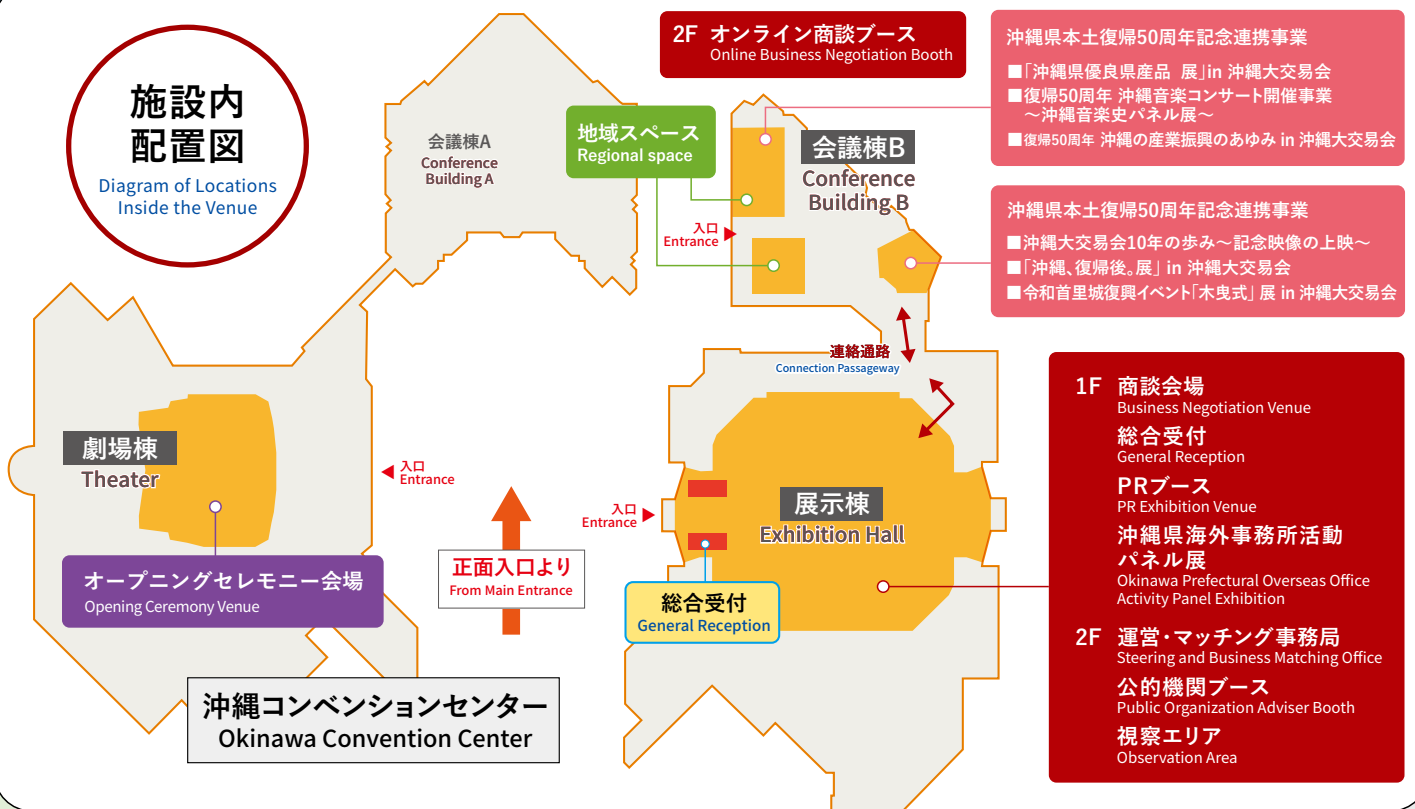 施設内
配置図
Diagram of Locations
Inside the Venue
会議棟A
Conference
Building A
2F オンライン商談ブース
Online Business Negotiation Booth
地域スペース
Regional space
会議棟B
Conference
Building B
入口
Entrance
沖縄県本土復帰50周年記念連携事業
■「沖縄県優良県産品 展」in 沖縄大交易会
■復帰50周年 沖縄音楽コンサート開催事業
～沖縄音楽史パネル展～
■復帰50周年 沖縄の産業振興のあゆみ in 沖縄大交易会
沖縄県本土復帰50周年記念連携事業
■沖縄大交易会10年の歩み～記念映像の上映～
■「沖縄、復帰後。展」in 沖縄大交易会
■令和首里城復興イベント「木曳式」展 in 沖縄大交易会
連絡通路
Connection Passageway
劇場棟
Theater
入口
Entrance
オープニングセレモニー会場
Opening Ceremony Venue
正面入口より
From Main Entrance
入口
Entrance
展示棟
Exhibition Hall
総合受付
General Reception
1F 商談会場
Business Negotiation Venue
総合受付
General Reception
PRブース
PR Exhibition Venue
沖縄県海外事務所活動
パネル展
Okinawa Prefectural Overseas Office
Activity Panel Exhibition
2F 運営・マッチング事務局
Steering and Business Matching Office
公的機関ブース
Public Organization Adviser Booth
視察エリア
Observation Area
沖縄コンベンションセンター
Okinawa Convention Center